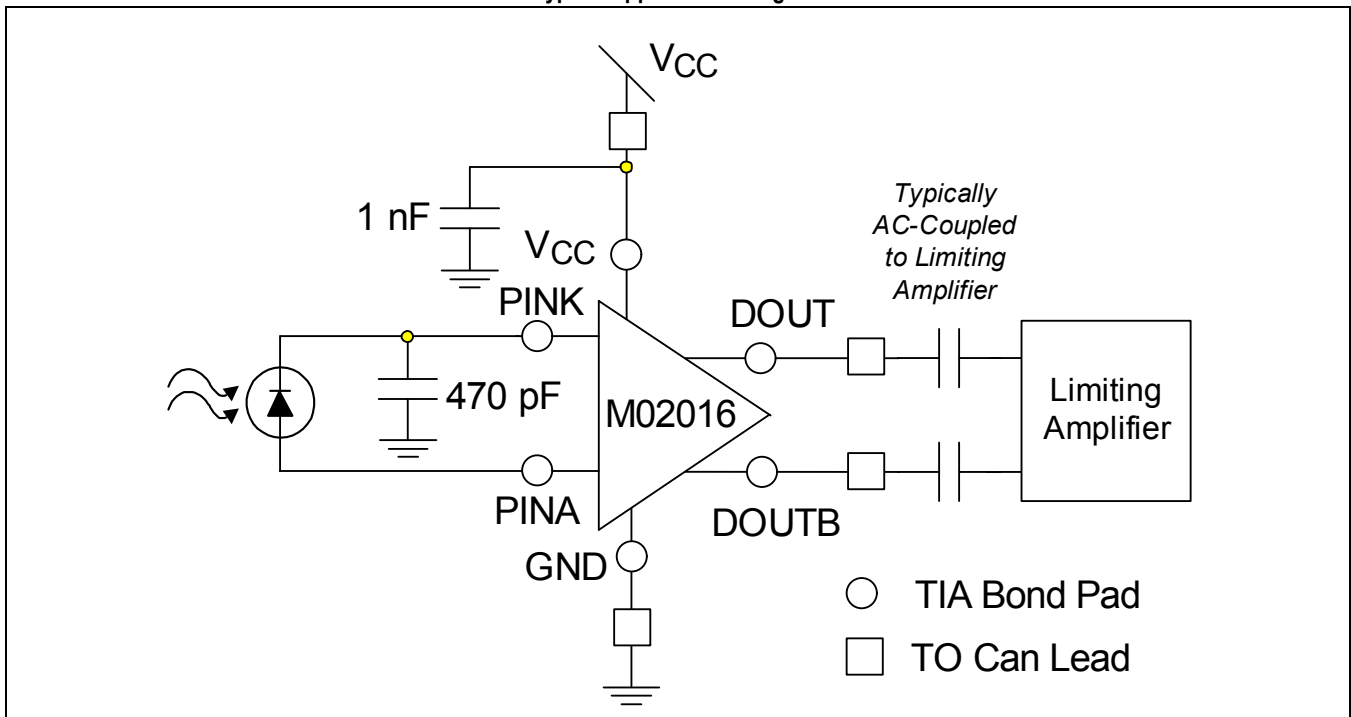 VCC
1 nF
VCC
Typically
AC-Coupled
to Limiting
Amplifier
PINK
DOUT
470 pF
M02016
Limiting
Amplifier
PINA
DOUTB
GND
TIA Bond Pad
TO Can Lead